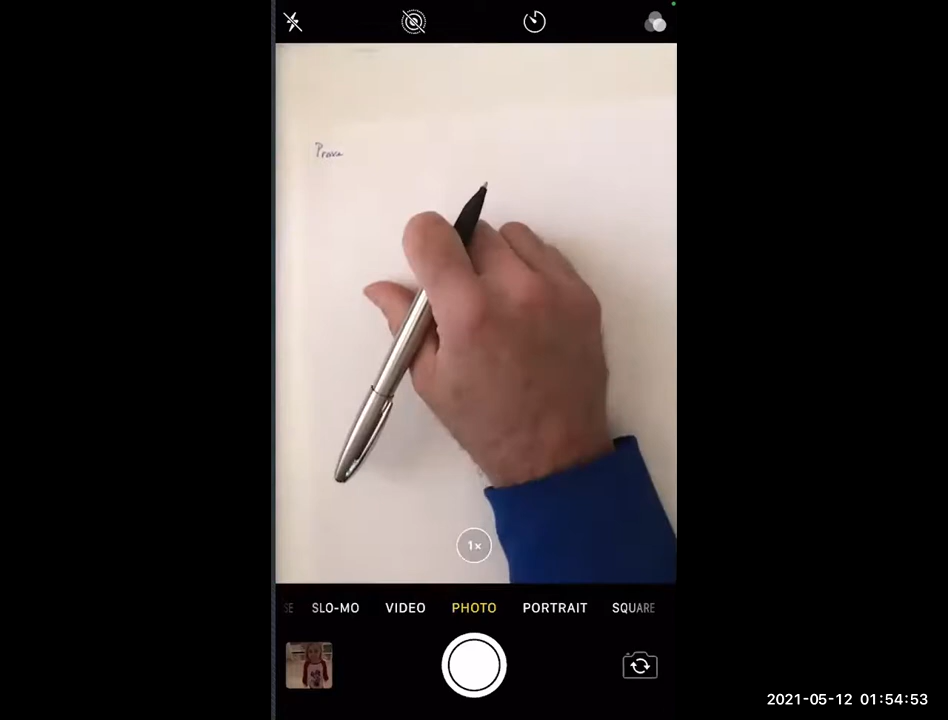 Prova
1×
SLO-MO VIDEO PHOTO PORTRAIT SQUARE
2021-05-12 01:54:53